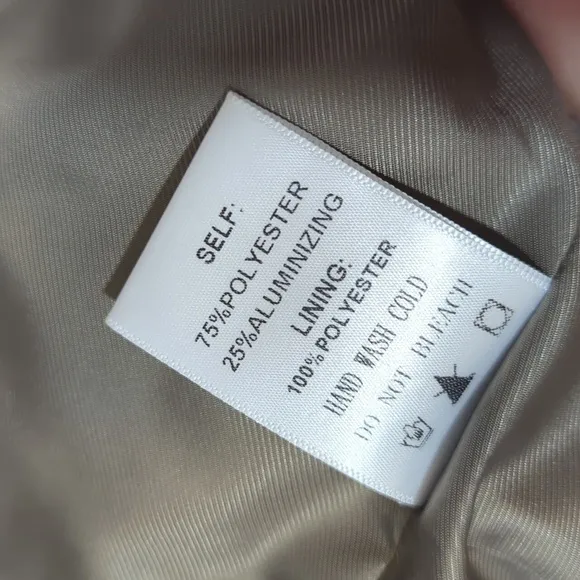 SELF:
75%POLYESTER
25%ALUMINIZING
LINING:
100%POLYESTER
HAND WASH COLD
DO NOT BLEACH